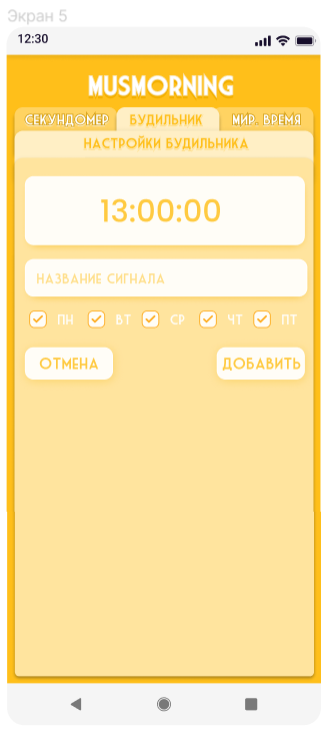 Экран 5
12:30
MUSMORNING
СЕКУНДОМЕР БУДИЛЬНИК МИР. ВРЕМЯ
НАСТРОЙКИ БУДИЛЬНИКА
13:00:00
НАЗВАНИЕ СИГНАЛА
ПН ВТ СР ЧТ ПТ
ОТМЕНА ДОБАВИТЬ